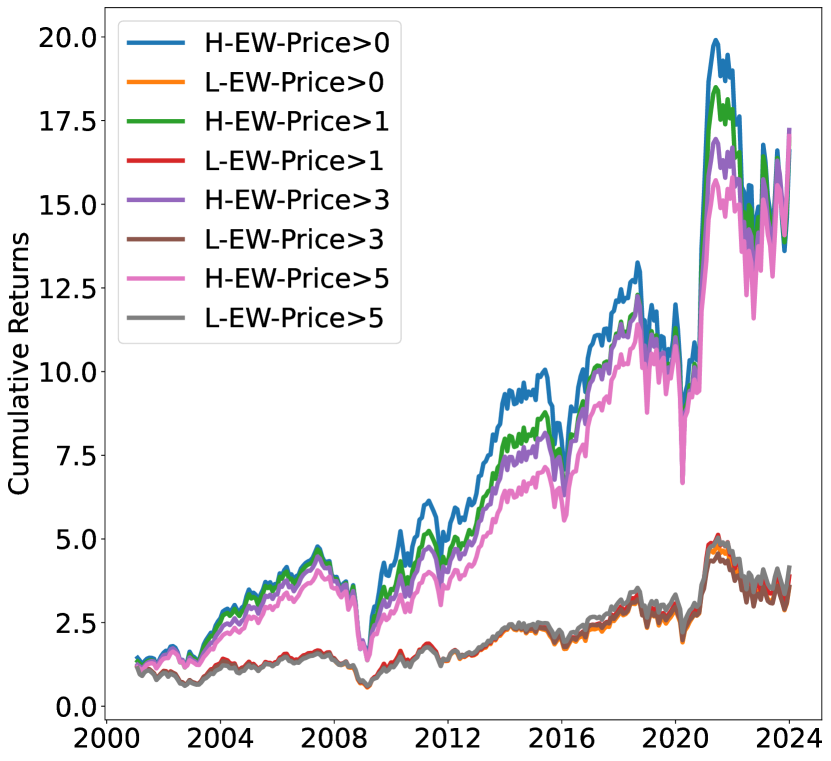 Cumulative Returns
20.0
17.5
15.0
12.5
10.0
7.5
5.0
2.5
0.0
H-EW-Price>0
L-EW-Price>0
H-EW-Price>1
L-EW-Price>1
H-EW-Price>3
L-EW-Price>3
H-EW-Price>5
L-EW-Price>5
2000 2004 2008 2012 2016 2020 2024